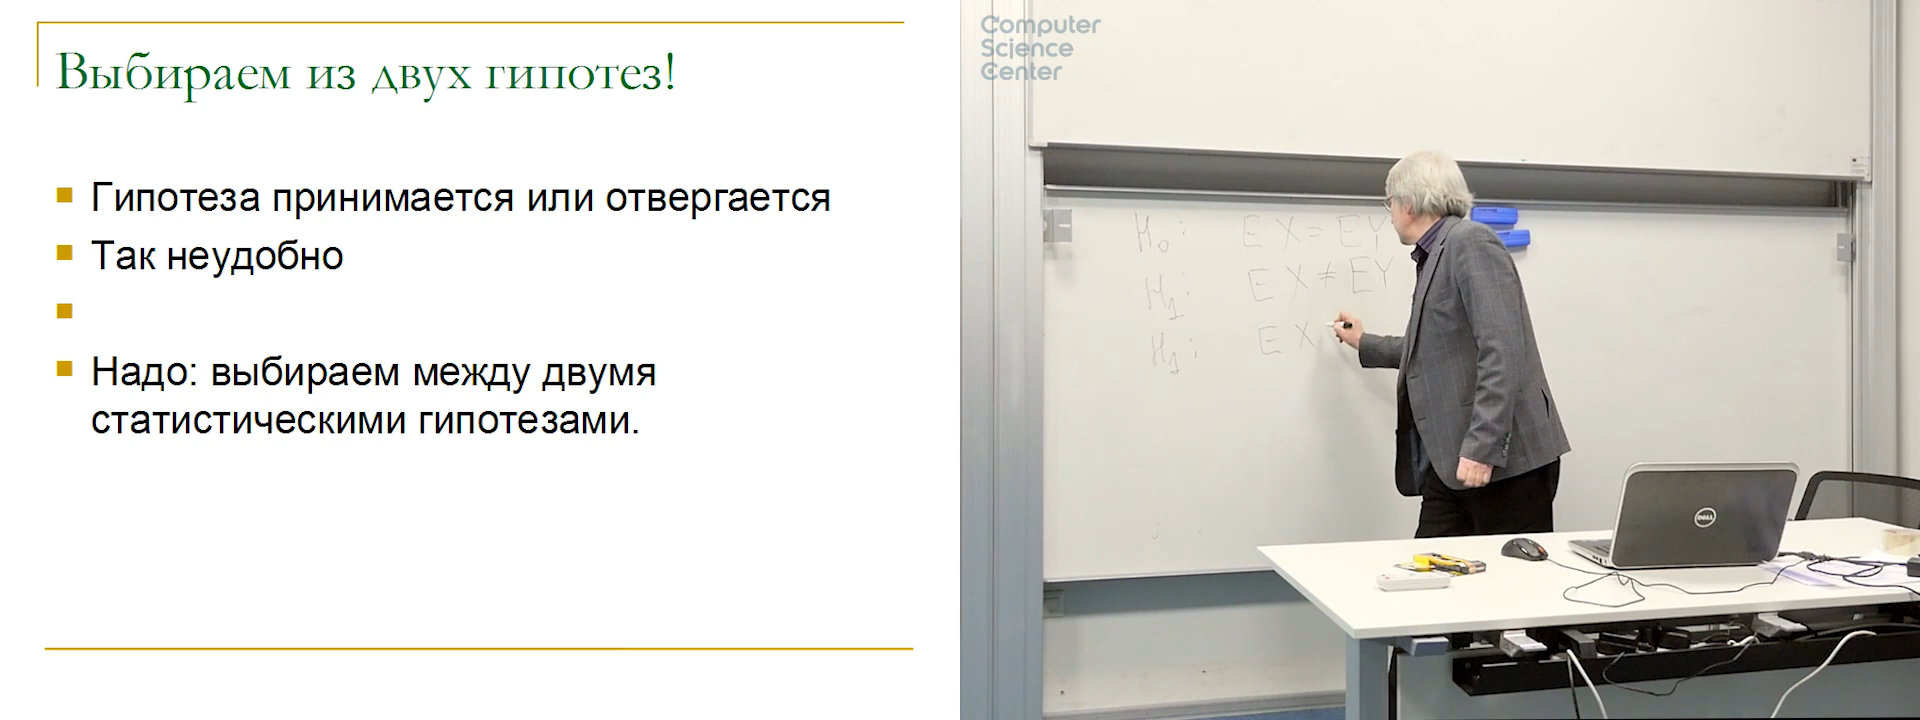 Выбираем из двух гипотез!
Гипотеза принимается или отвергается
Так неудобно
Надо: выбираем между двумя
статистическими гипотезами.
Computer
Science
Center
H₀: EX = EY
H₁: EX ≠ EY
H₁: EX
DELL